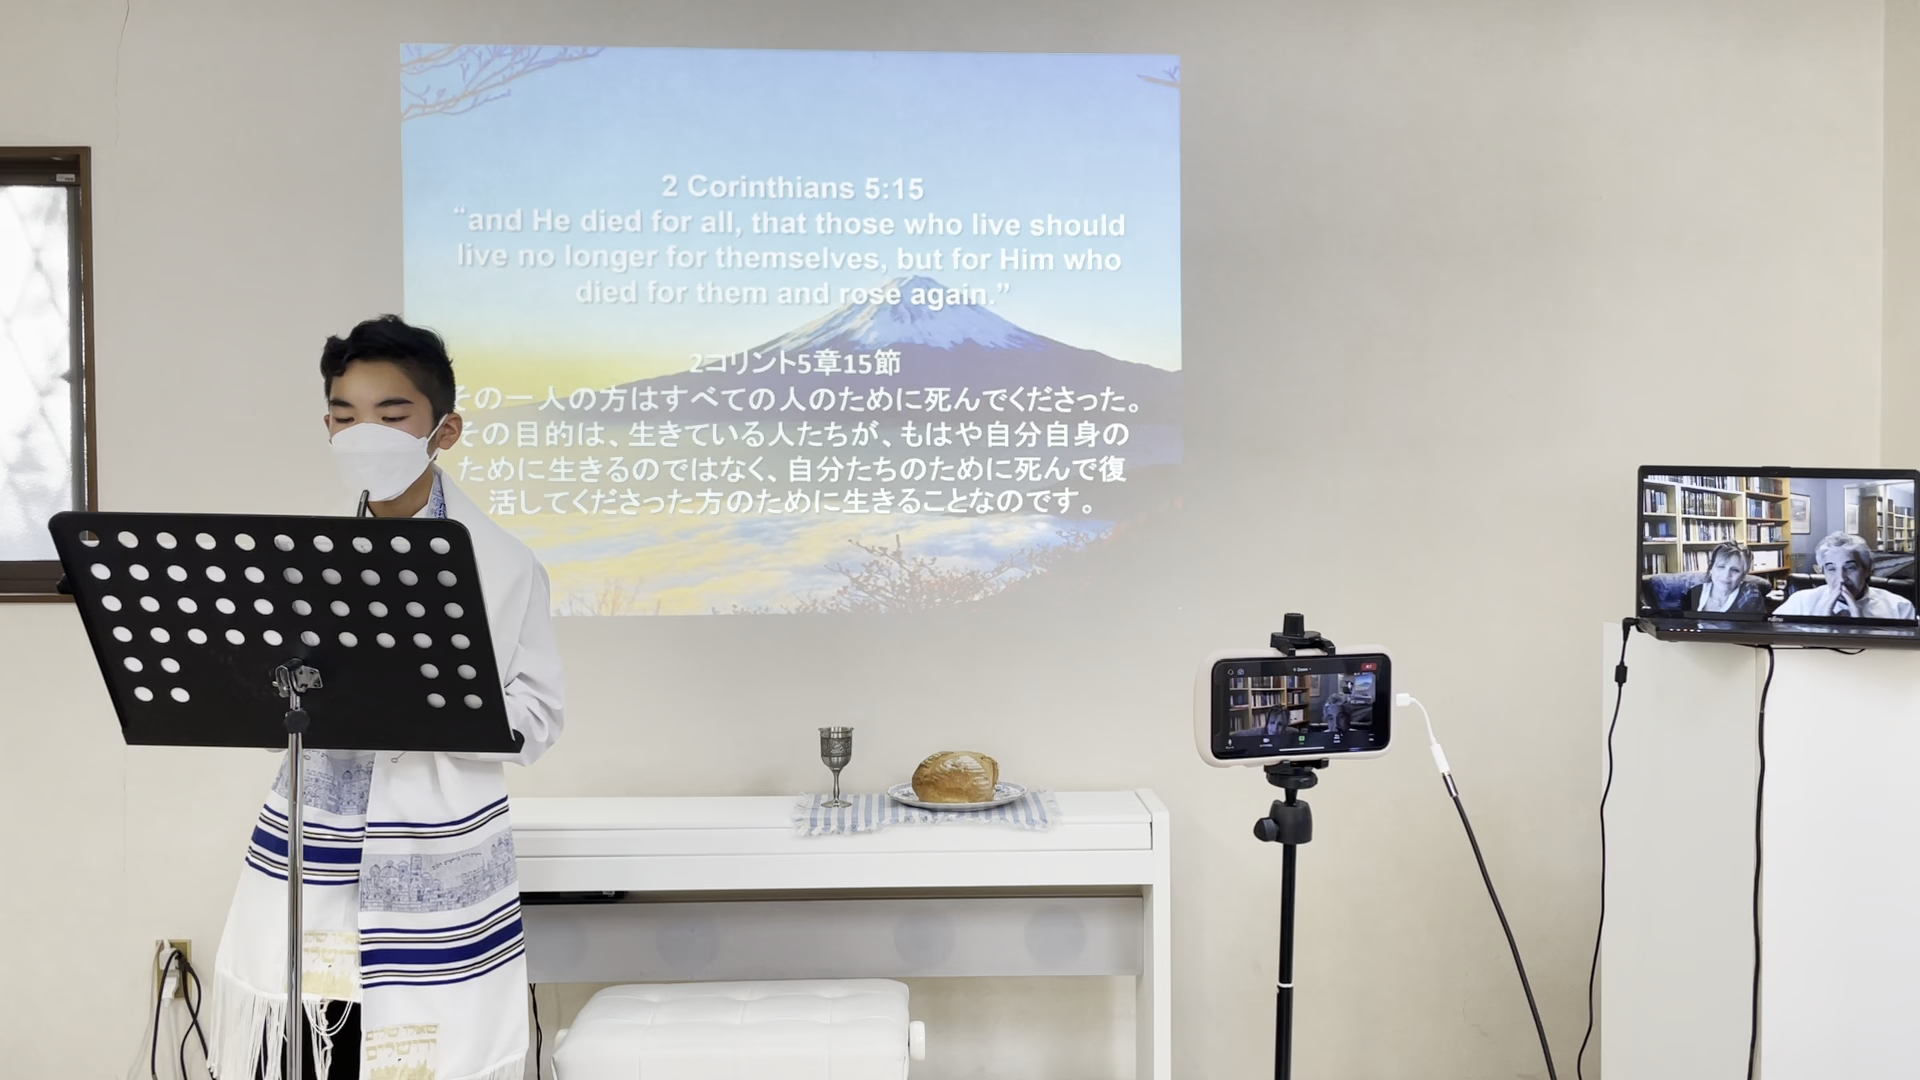 2 Corinthians 5:15
“and He died for all, that those who live should
live no longer for themselves, but for Him who
died for them and rose again.”
2コリント5章15節
その一人の方はすべての人のために死んでくださった。
その目的は、生きている人たちが、もはや自分自身の
ために生きるのではなく、自分たちのために死んで復
活してくださった方のために生きることなのです。
שאלו שלום
ירושלים